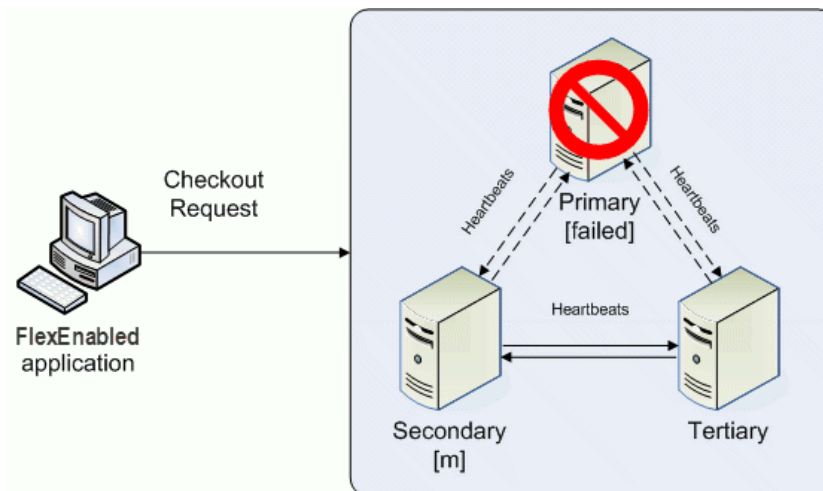 Checkout
Request
FlexEnabled
application
Primary
[failed]
Heartbeats
Heartbeats
Heartbeats
Secondary
[m]
Tertiary